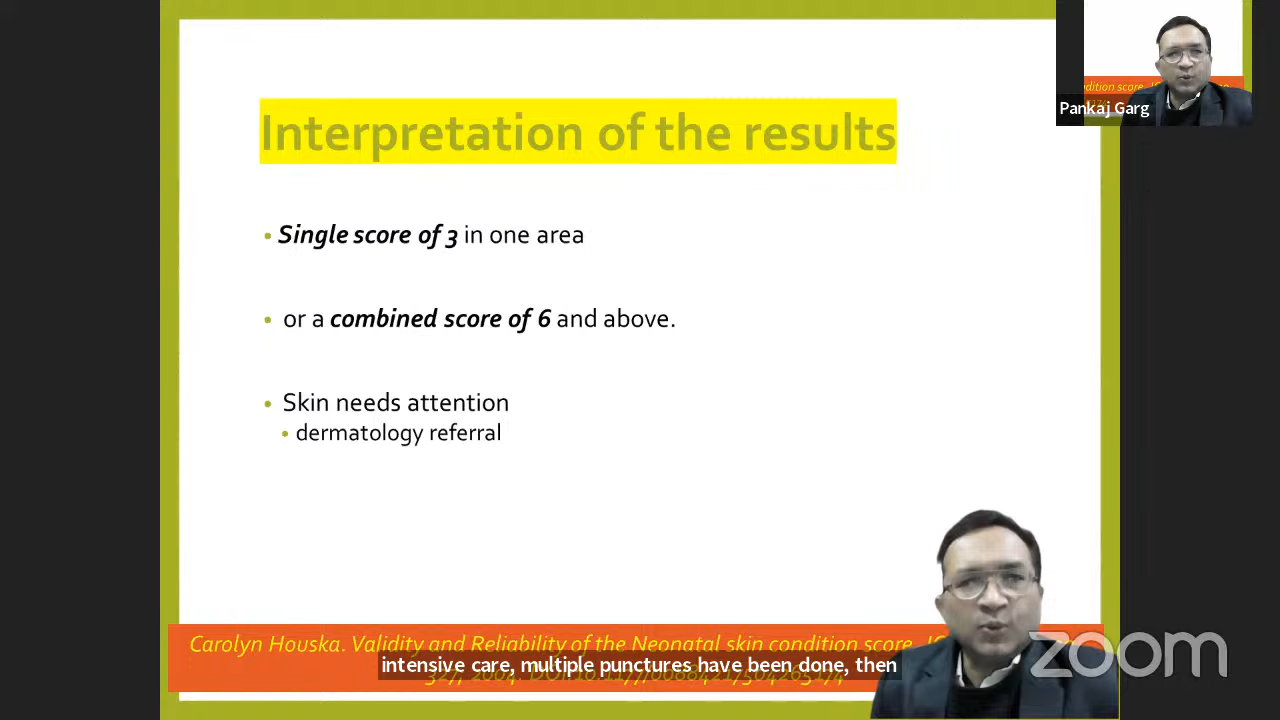 Interpretation of the results
• Single score of 3 in one area
• or a combined score of 6 and above.
• Skin needs attention
• dermatology referral
Carolyn Houska. Validity and Reliability of the Neonatal skin condition score.
intensive care, multiple punctures have been done, then
Pankaj Garg
zoom